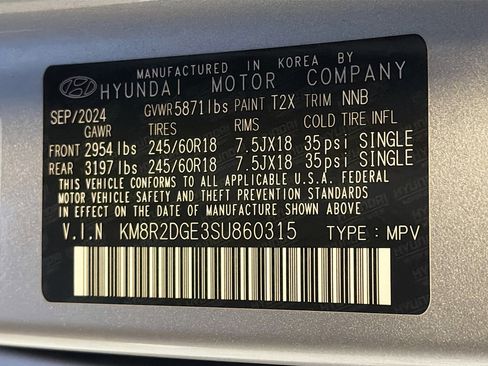 MANUFACTURED IN KOREA BY
HYUNDAI MOTOR COMPANY
SEP/2024 GVWR 5871 lbs PAINT T2X TRIM NNB
GAWR TIRES RIMS COLD TIRE INFL
FRONT 2954 lbs 245/60R18 7.5JX18 35psi SINGLE
REAR 3197 lbs 245/60R18 7.5JX18 35psi SINGLE
THIS VEHICLE CONFORMS TO ALL APPLICABLE U.S.A. FEDERAL
MOTOR VEHICLE SAFETY AND THEFT PREVENTION STANDARDS
IN EFFECT ON THE DATE OF MANUFACTURE SHOWN ABOVE
V.I.N KM8R2DGE3SU860315 TYPE : MPV